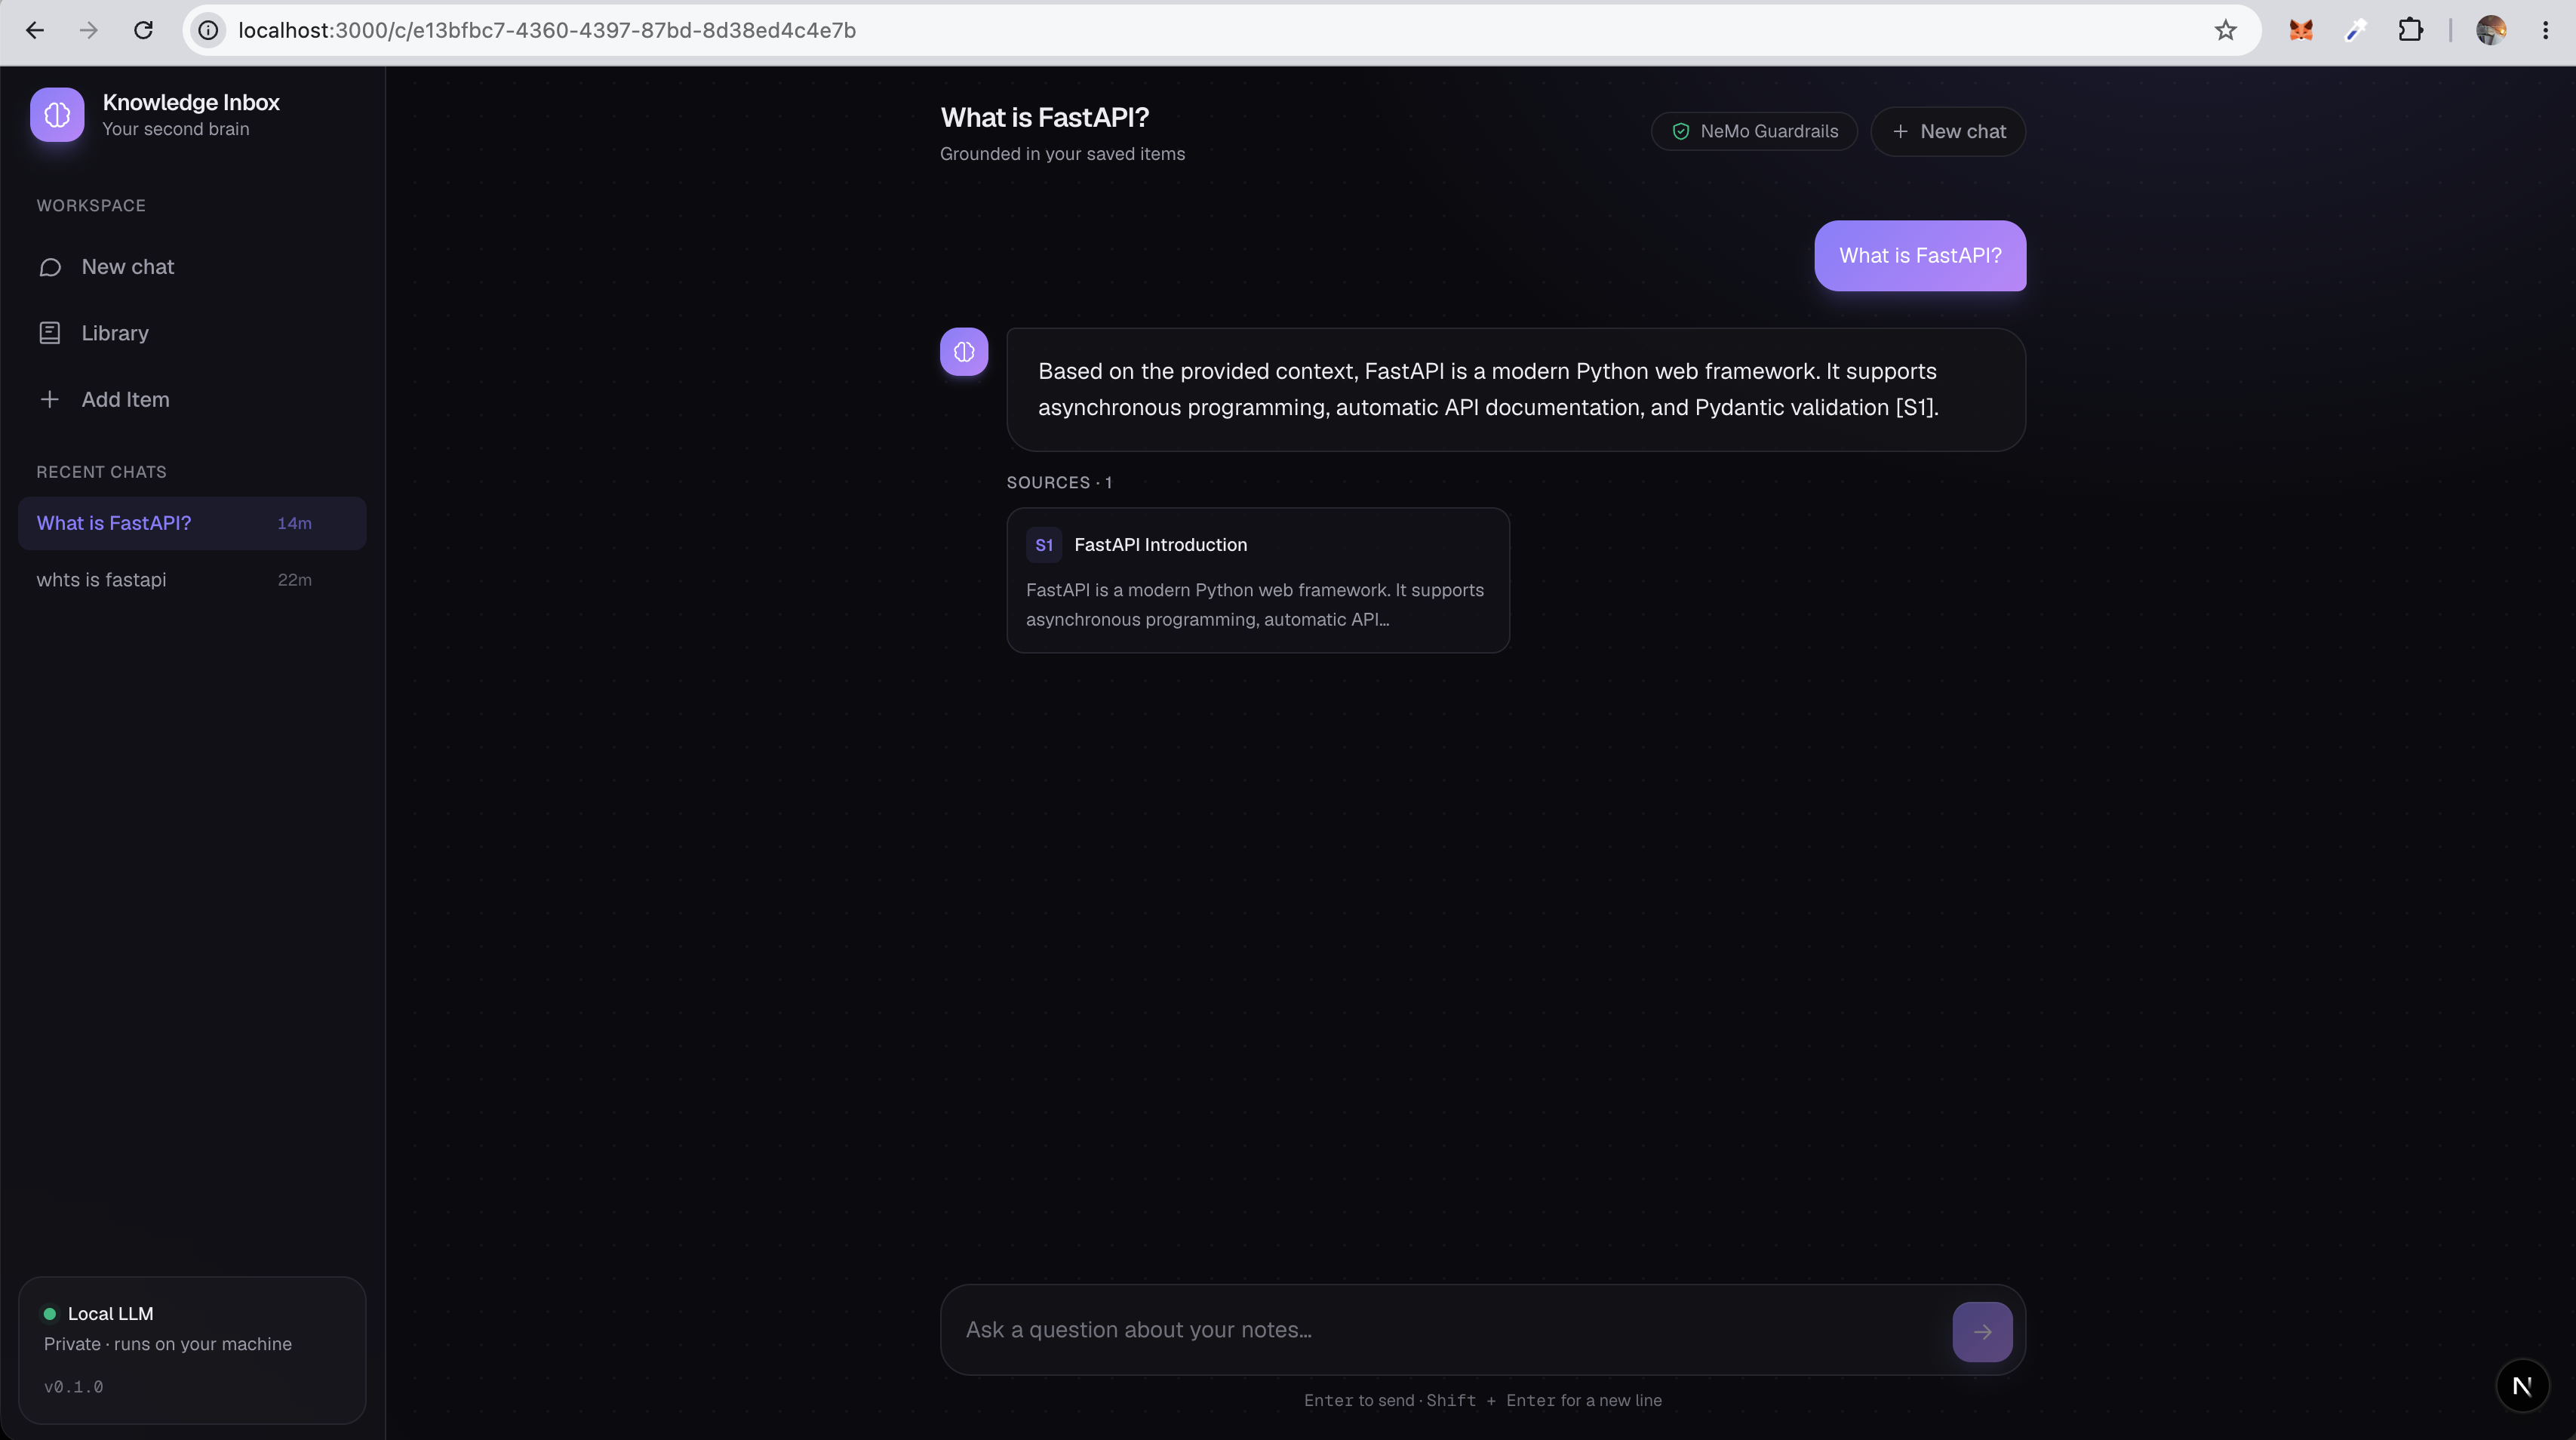 localhost:3000/c/e13bfbc7-4360-4397-87bd-8d38ed4c4e7b
Knowledge Inbox
Your second brain
WORKSPACE
New chat
Library
Add Item
RECENT CHATS
What is FastAPI? 14m
whts is fastapi 22m
Local LLM
Private · runs on your machine
v0.1.0
What is FastAPI?
Grounded in your saved items
NeMo Guardrails
New chat
What is FastAPI?
Based on the provided context, FastAPI is a modern Python web framework. It supports
asynchronous programming, automatic API documentation, and Pydantic validation [S1].
SOURCES · 1
S1 FastAPI Introduction
FastAPI is a modern Python web framework. It supports
asynchronous programming, automatic API...
Ask a question about your notes...
Enter to send · Shift + Enter for a new line
N